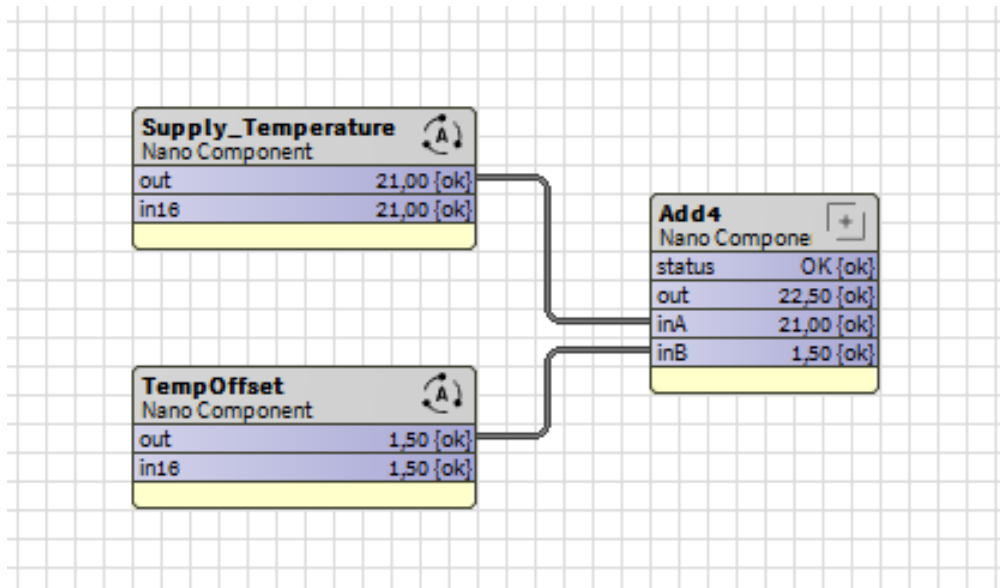 Supply_Temperature
A
Nano Component
out 21,00 {ok}
in16 21,00 {ok}
Add4
+
Nano Compone
status OK {ok}
out 22,50 {ok}
inA 21,00 {ok}
inB 1,50 {ok}
TempOffset
A
Nano Component
out 1,50 {ok}
in16 1,50 {ok}